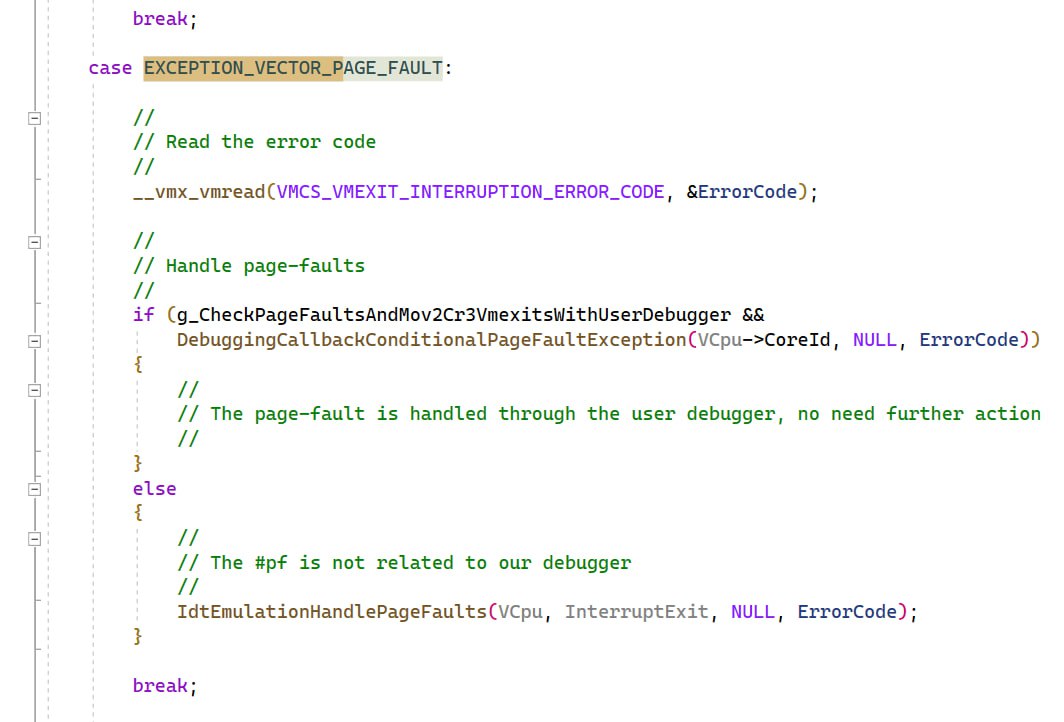 break;
case EXCEPTION_VECTOR_PAGE_FAULT:
//
// Read the error code
//
__vmx_vmread(VMCS_VMEXIT_INTERRUPTION_ERROR_CODE, &ErrorCode);
//
// Handle page-faults
//
if (g_CheckPageFaultsAndMov2Cr3VmexitsWithUserDebugger &&
DebuggingCallbackConditionalPageFaultException(VCpu->CoreId, NULL, ErrorCode))
{
//
// The page-fault is handled through the user debugger, no need further action
//
}
else
{
//
// The #pf is not related to our debugger
//
IdtEmulationHandlePageFaults(VCpu, InterruptExit, NULL, ErrorCode);
}
break;